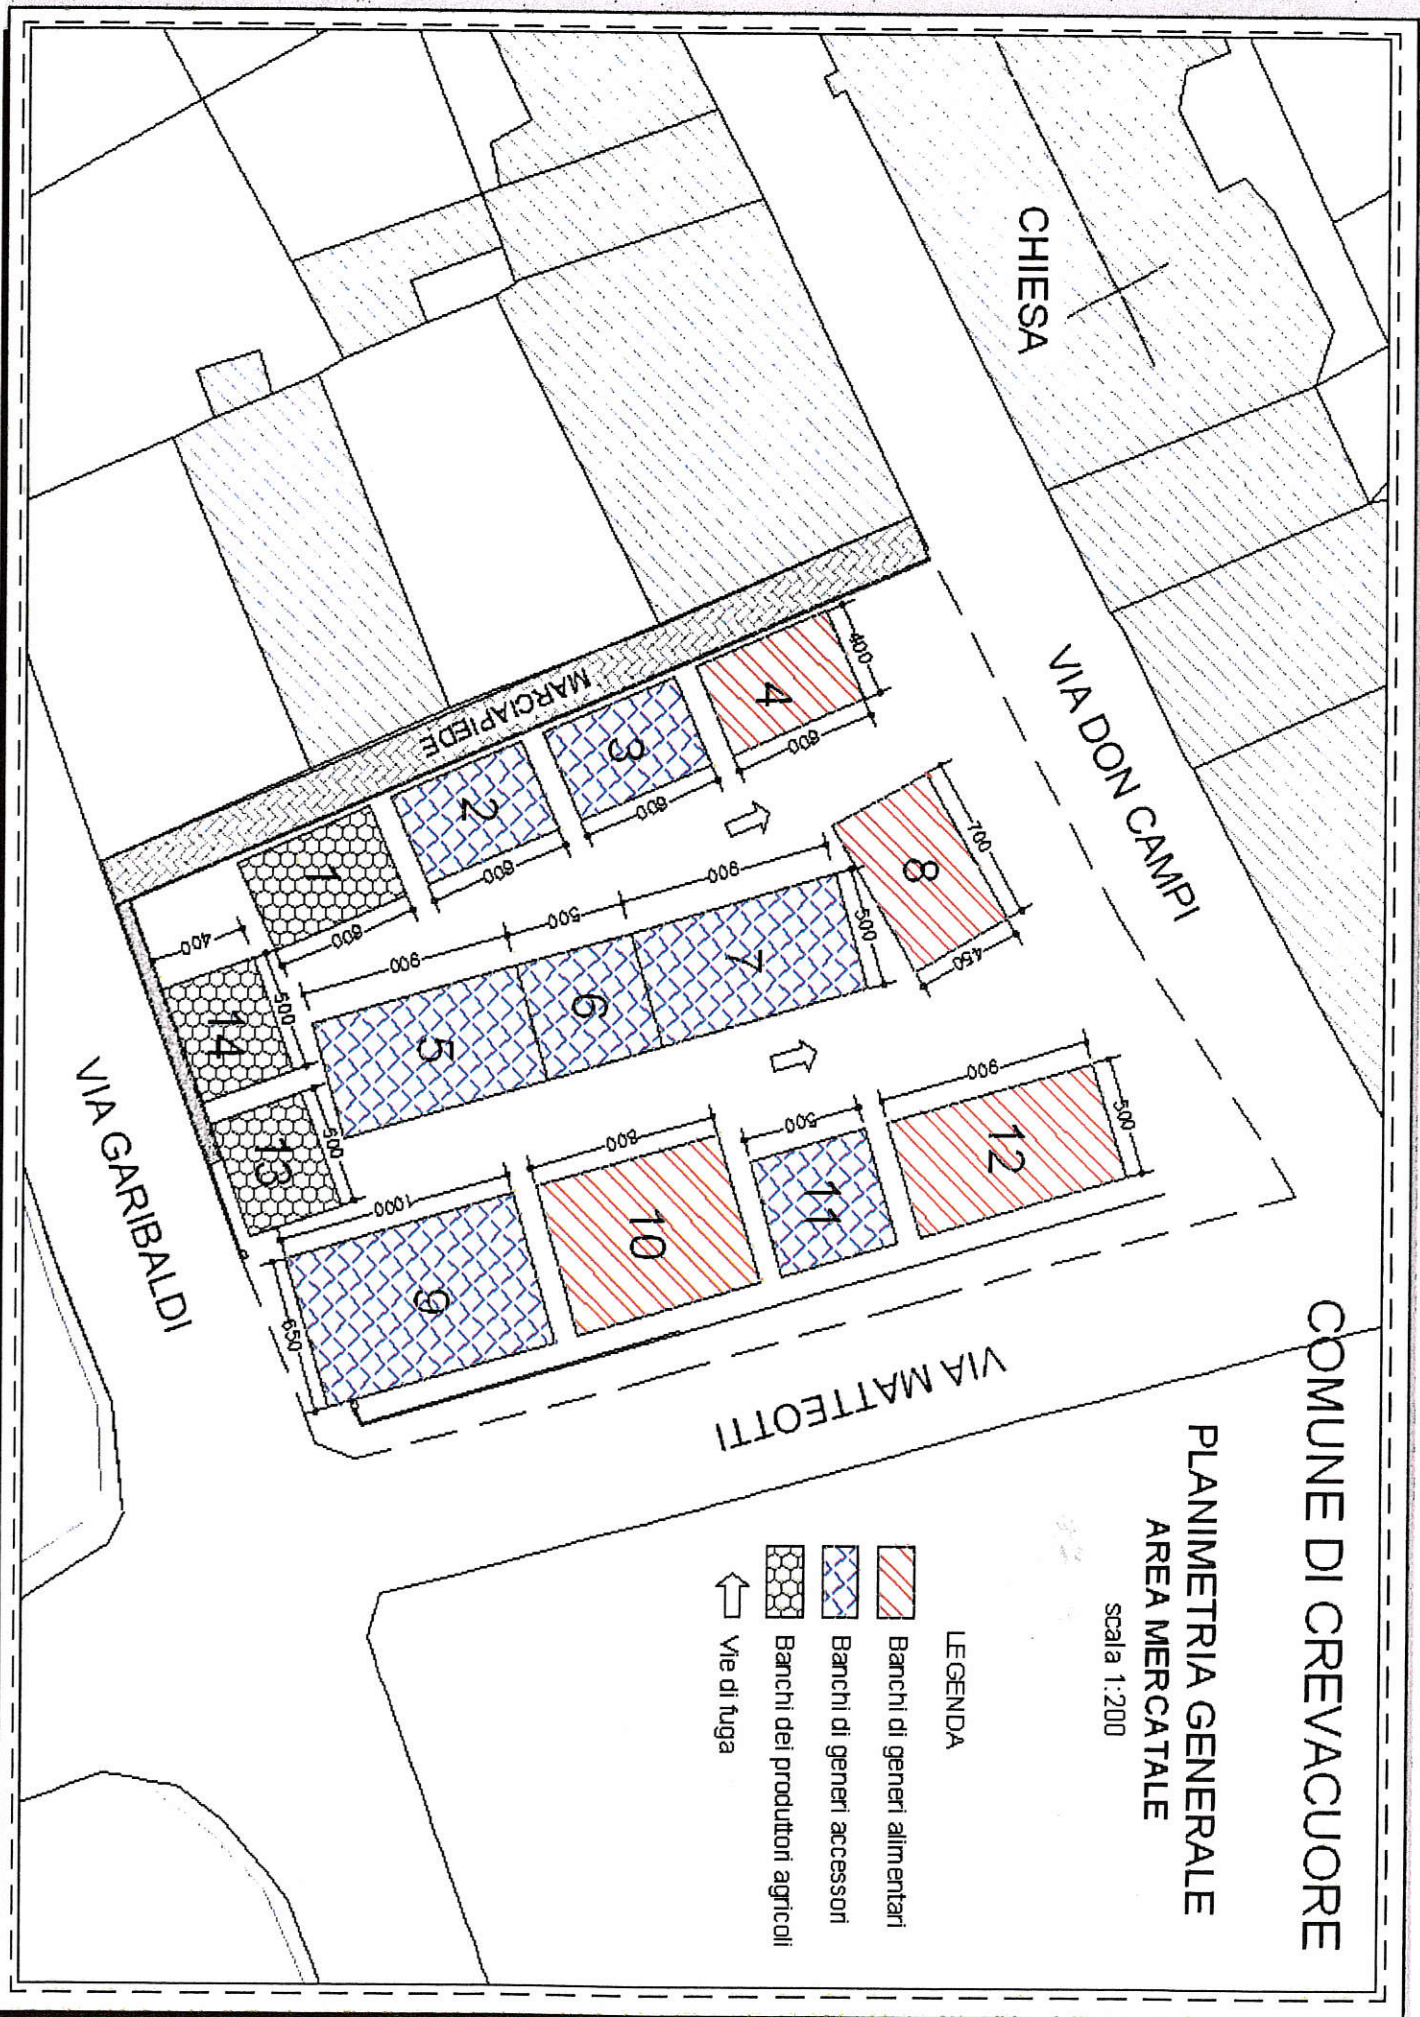 COMUNE DI CREVACUORE
PLANIMETRIA GENERALE
AREA MERCATALE
scala 1:200
CHIESA
VIA DON CAMPI
MARCIAPIEDE
VIA MATTEOTTI
VIA GARIBALDI
LEGENDA
Banchi di generi alimentari
Banchi di generi accessori
Banchi dei produttori agricoli
Vie di fuga
4
400
600
3
600
2
600
1
600
8
700
450
7
900
500
6
500
5
900
12
900
500
11
500
10
800
9
1000
650
14
400
500
13
500